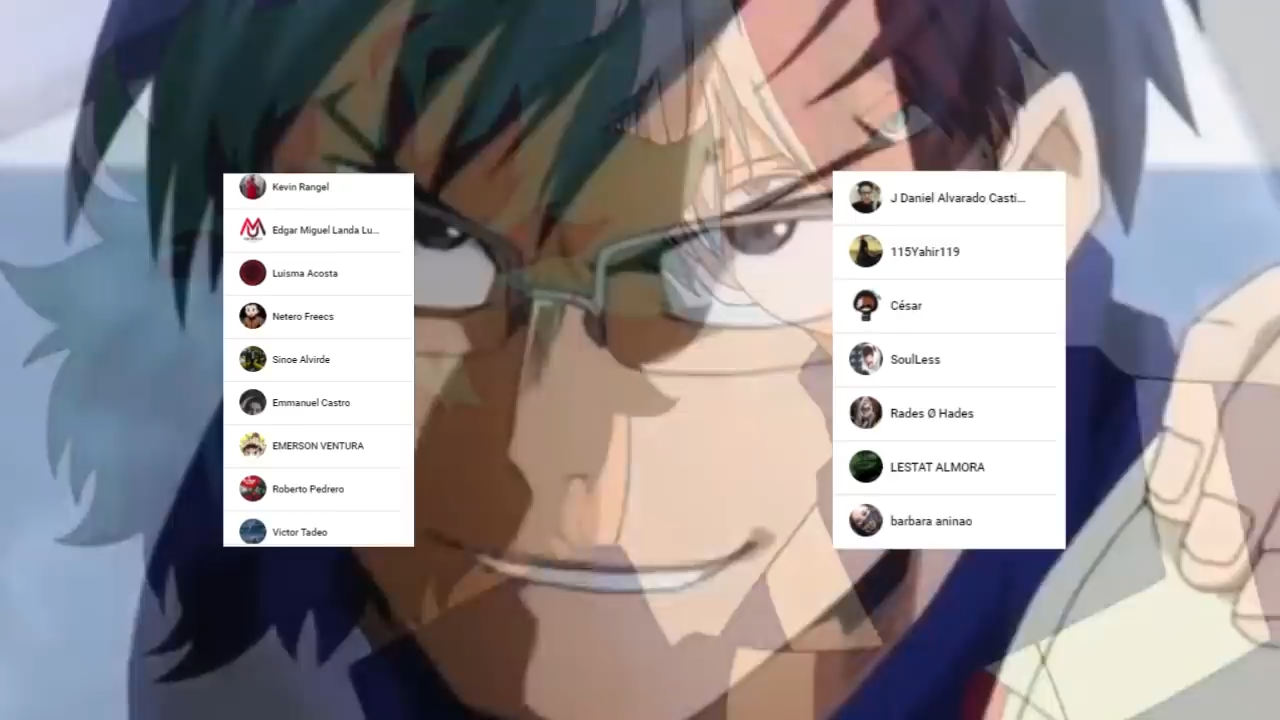 Kevin Rangel
Edgar Miguel Landa Lu...
Luisma Acosta
Netero Freecs
Sinoe Alvirde
Emmanuel Castro
EMERSON VENTURA
Roberto Pedrero
Victor Tadeo
J Daniel Alvarado Casti...
115Yahir119
César
SoulLess
Rades Ø Hades
LESTAT ALMORA
barbara aninao